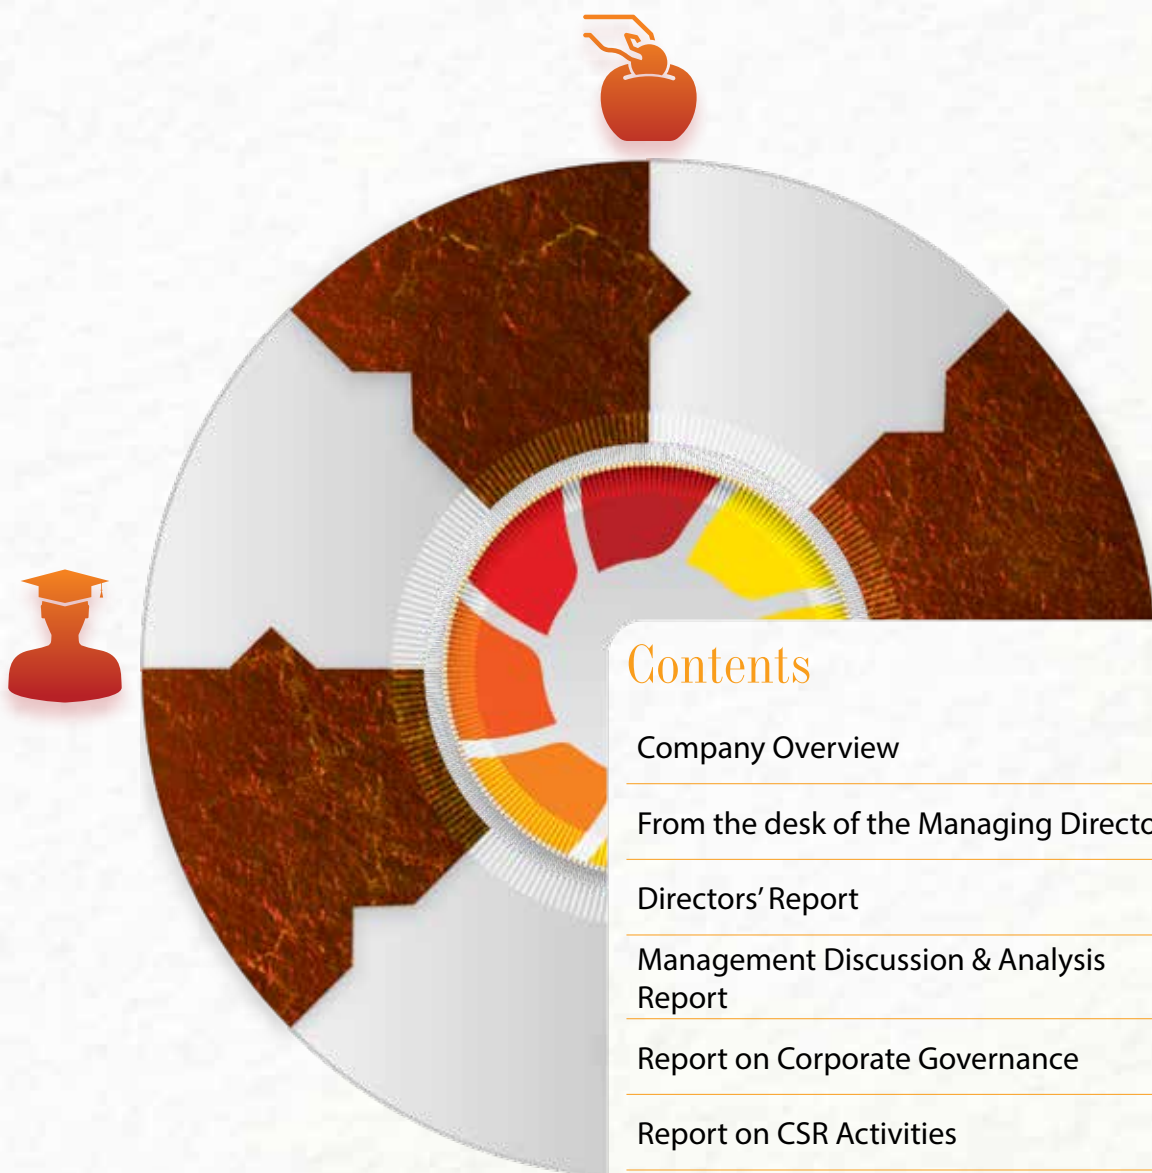 Contents
Company Overview
From the desk of the Managing Directo
Directors’ Report
Management Discussion & Analysis
Report
Report on Corporate Governance
Report on CSR Activities